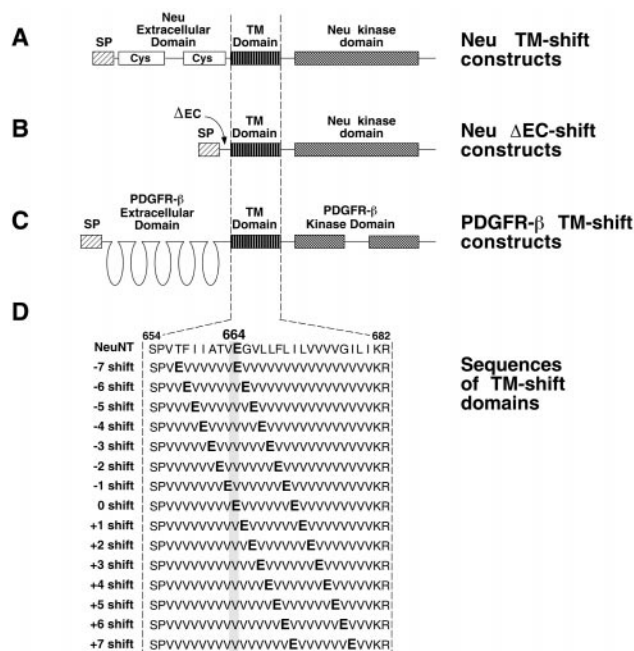 A
Neu
Extracellular
Domain
SP
Cys
Cys
TM
Domain
Neu kinase
domain
Neu TM-shift
constructs
B
ΔEC
SP
TM
Domain
Neu kinase
domain
Neu ΔEC-shift
constructs
C
PDGFR-β
Extracellular
Domain
SP
TM
Domain
PDGFR-β
Kinase Domain
PDGFR-β TM-shift
constructs
D
654 664 682
NeuNT SPVTFIIATVEGVLLFLILVVVVGILIKR
-7 shift SPVEVVVVVVEVVVVVVVVVVVVVVVVKR
-6 shift SPVVEVVVVVVEVVVVVVVVVVVVVVVKR
-5 shift SPVVVEVVVVVVEVVVVVVVVVVVVVVKR
-4 shift SPVVVVEVVVVVVEVVVVVVVVVVVVVKR
-3 shift SPVVVVVEVVVVVVEVVVVVVVVVVVVKR
-2 shift SPVVVVVVEVVVVVVEVVVVVVVVVVVKR
-1 shift SPVVVVVVVEVVVVVVEVVVVVVVVVVKR
0 shift SPVVVVVVVVEVVVVVVEVVVVVVVVVKR
+1 shift SPVVVVVVVVVEVVVVVVEVVVVVVVVKR
+2 shift SPVVVVVVVVVVEVVVVVVEVVVVVVVKR
+3 shift SPVVVVVVVVVVVEVVVVVVEVVVVVVKR
+4 shift SPVVVVVVVVVVVVEVVVVVVEVVVVVKR
+5 shift SPVVVVVVVVVVVVVEVVVVVVEVVVVKR
+6 shift SPVVVVVVVVVVVVVVEVVVVVVEVVVKR
+7 shift SPVVVVVVVVVVVVVVVEVVVVVVEVVKR
Sequences
of TM-shift
domains